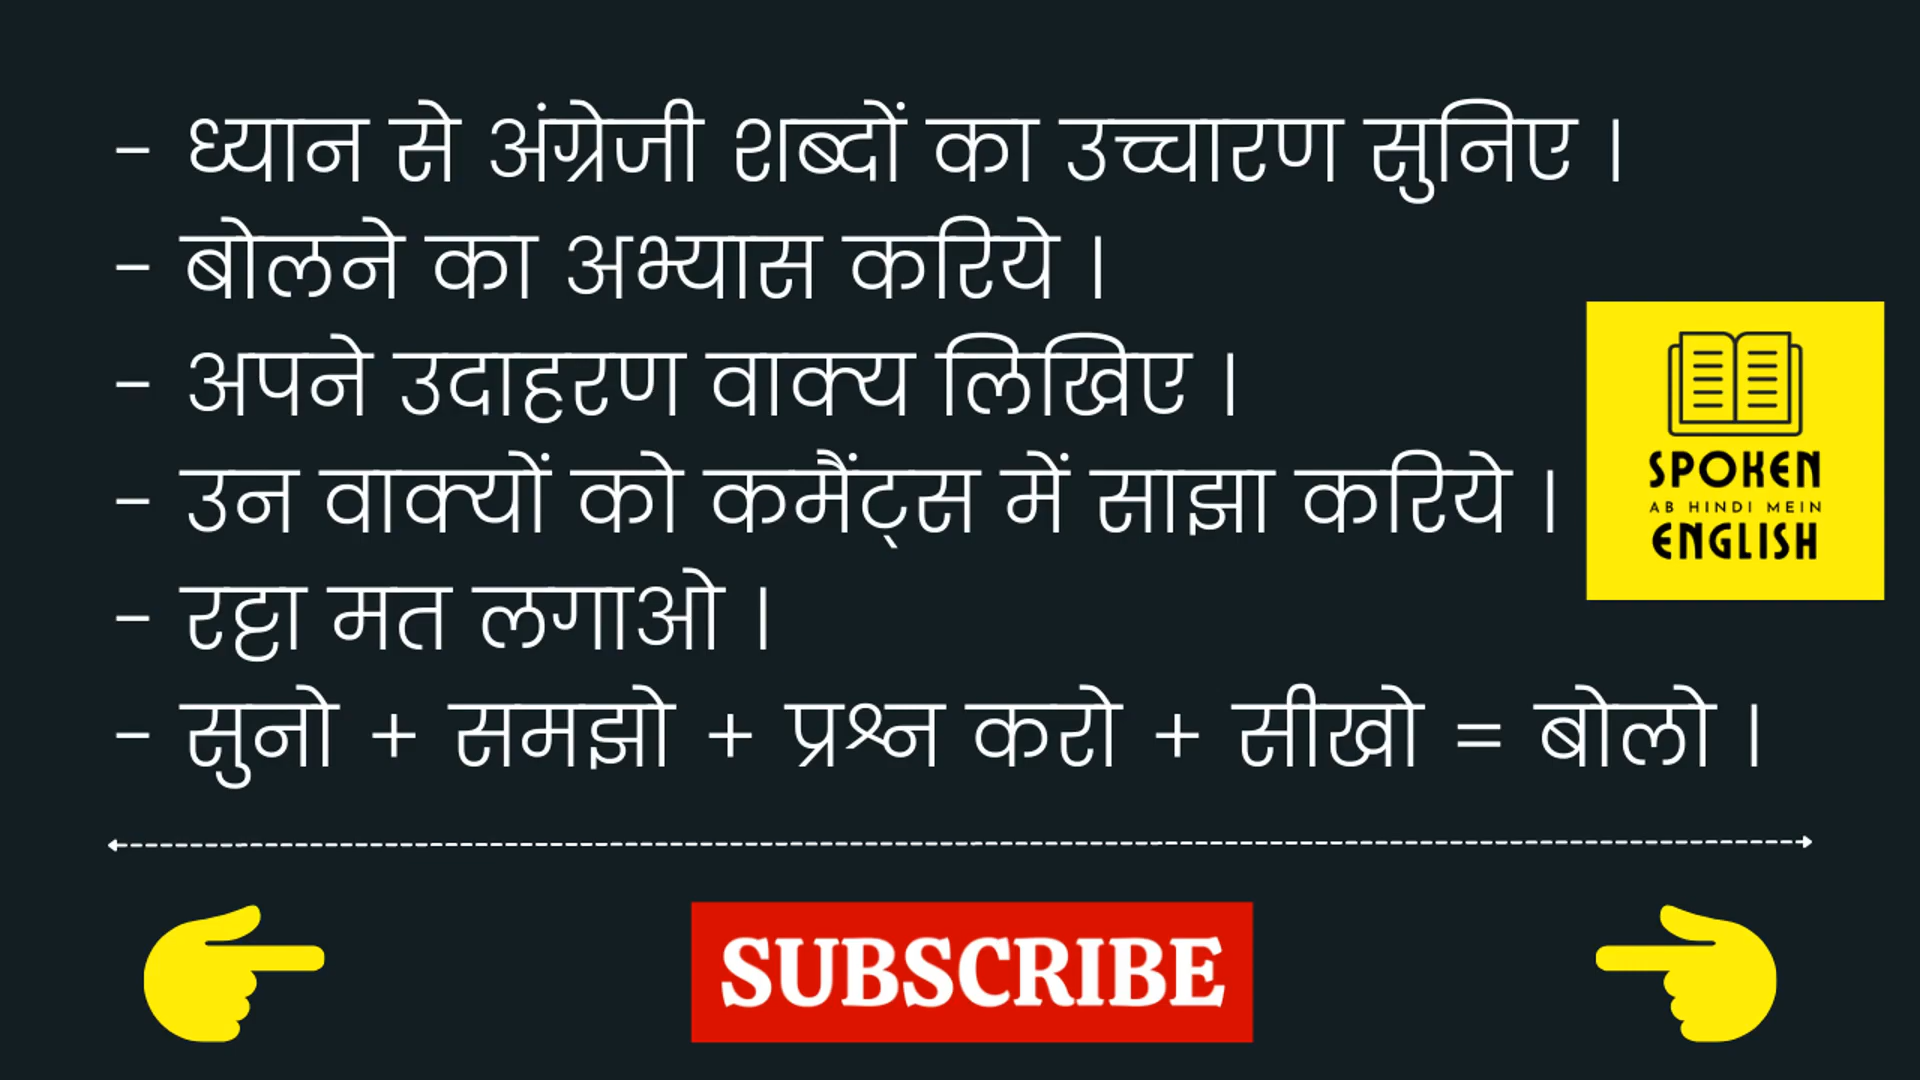 - ध्यान से अंग्रेजी शब्दों का उच्चारण सुनिए ।
- बोलने का अभ्यास करिये ।
- अपने उदाहरण वाक्य लिखिए ।
- उन वाक्यों को कमैंट्स में साझा करिये ।
- रट्टा मत लगाओ ।
- सुनो + समझो + प्रश्न करो + सीखो = बोलो ।
SPOKEN
AB HINDI MEIN
ENGLISH
SUBSCRIBE